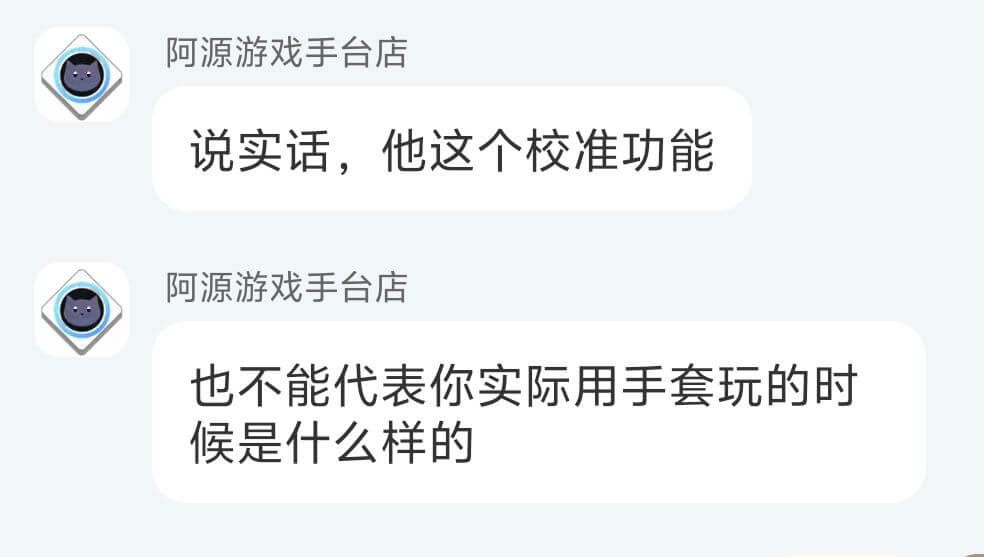 阿源游戏手台店
说实话，他这个校准功能
阿源游戏手台店
也不能代表你实际用手套玩的时
候是什么样的